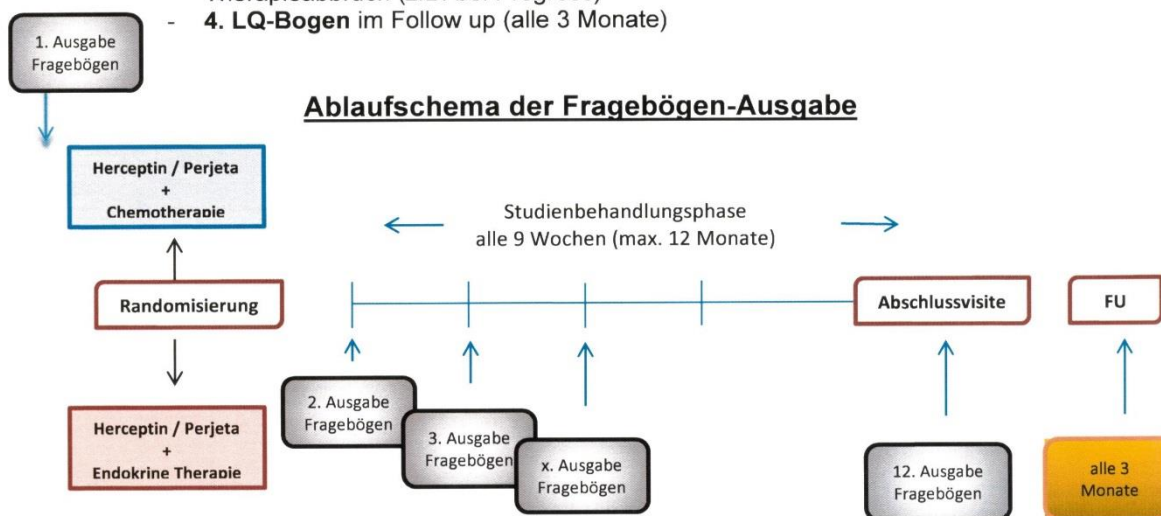 - 4. LQ-Bogen im Follow up (alle 3 Monate)
1. Ausgabe
Fragebögen
Ablaufschema der Fragebögen-Ausgabe
Herceptin / Perjeta
+
Chemotherapie
Studienbehandlungsphase
alle 9 Wochen (max. 12 Monate)
Randomisierung
Abschlussvisite
FU
Herceptin / Perjeta
+
Endokrine Therapie
2. Ausgabe
Fragebögen
3. Ausgabe
Fragebögen
x. Ausgabe
Fragebögen
12. Ausgabe
Fragebögen
alle 3
Monate